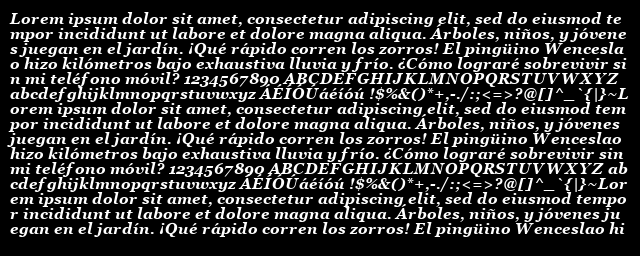 Lorem ipsum dolor sit amet, consectetur adipiscing elit, sed do eiusmod te
mpor incididunt ut labore et dolore magna aliqua. Árboles, niños, y jóvene
s juegan en el jardín. ¡Qué rápido corren los zorros! El pingüino Wencesla
o hizo kilómetros bajo exhaustiva lluvia y frío. ¿Cómo lograré sobrevivir si
n mi teléfono móvil? 1234567890 ABCDEFGHIJKLMNOPQRSTUVWXYZ
abcdefghijklmnopqrstuvwxyz ÁÉÍÓÚáéíóú !$%&()*+,-./:;<=>?@[]^_`{|}~L
orem ipsum dolor sit amet, consectetur adipiscing elit, sed do eiusmod tem
por incididunt ut labore et dolore magna aliqua. Árboles, niños, y jóvenes
juegan en el jardín. ¡Qué rápido corren los zorros! El pingüino Wenceslao
hizo kilómetros bajo exhaustiva lluvia y frío. ¿Cómo lograré sobrevivir sin
mi teléfono móvil? 1234567890 ABCDEFGHIJKLMNOPQRSTUVWXYZ ab
cdefghijklmnopqrstuvwxyz ÁÉÍÓÚáéíóú !$%&()*+,-./:;<=>?@[]^_`{|}~Lor
em ipsum dolor sit amet, consectetur adipiscing elit, sed do eiusmod tempo
r incididunt ut labore et dolore magna aliqua. Árboles, niños, y jóvenes ju
egan en el jardín. ¡Qué rápido corren los zorros! El pingüino Wenceslao hi